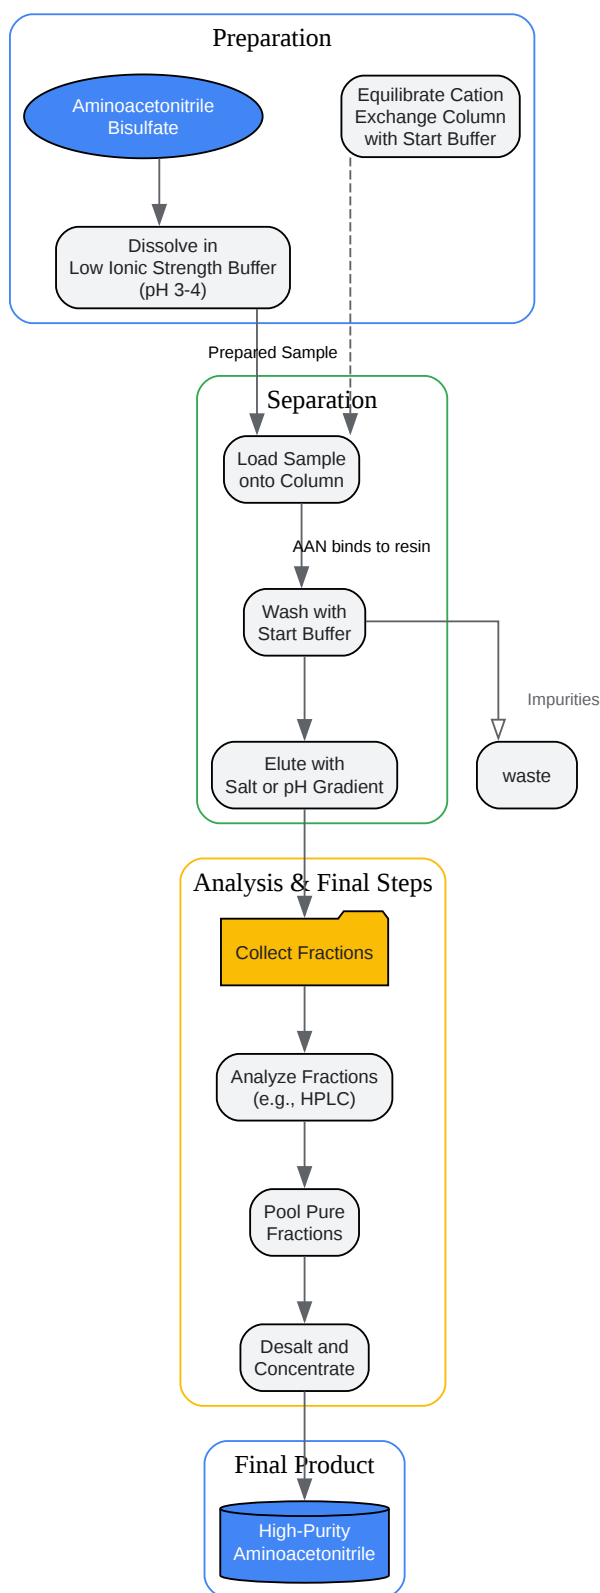 Preparation
Aminoacetonitrile
Bisulfate
Equilibrate Cation
Exchange Column
with Start Buffer
Dissolve in
Low Ionic Strength Buffer
(pH 3-4)
Prepared Sample
Separation
Load Sample
onto Column
AAN binds to resin
Wash with
Start Buffer
Impurities
Elute with
Salt or pH Gradient
waste
Analysis & Final Steps
Collect Fractions
Analyze Fractions
(e.g., HPLC)
Pool Pure
Fractions
Desalt and
Concentrate
Final Product
High-Purity
Aminoacetonitrile